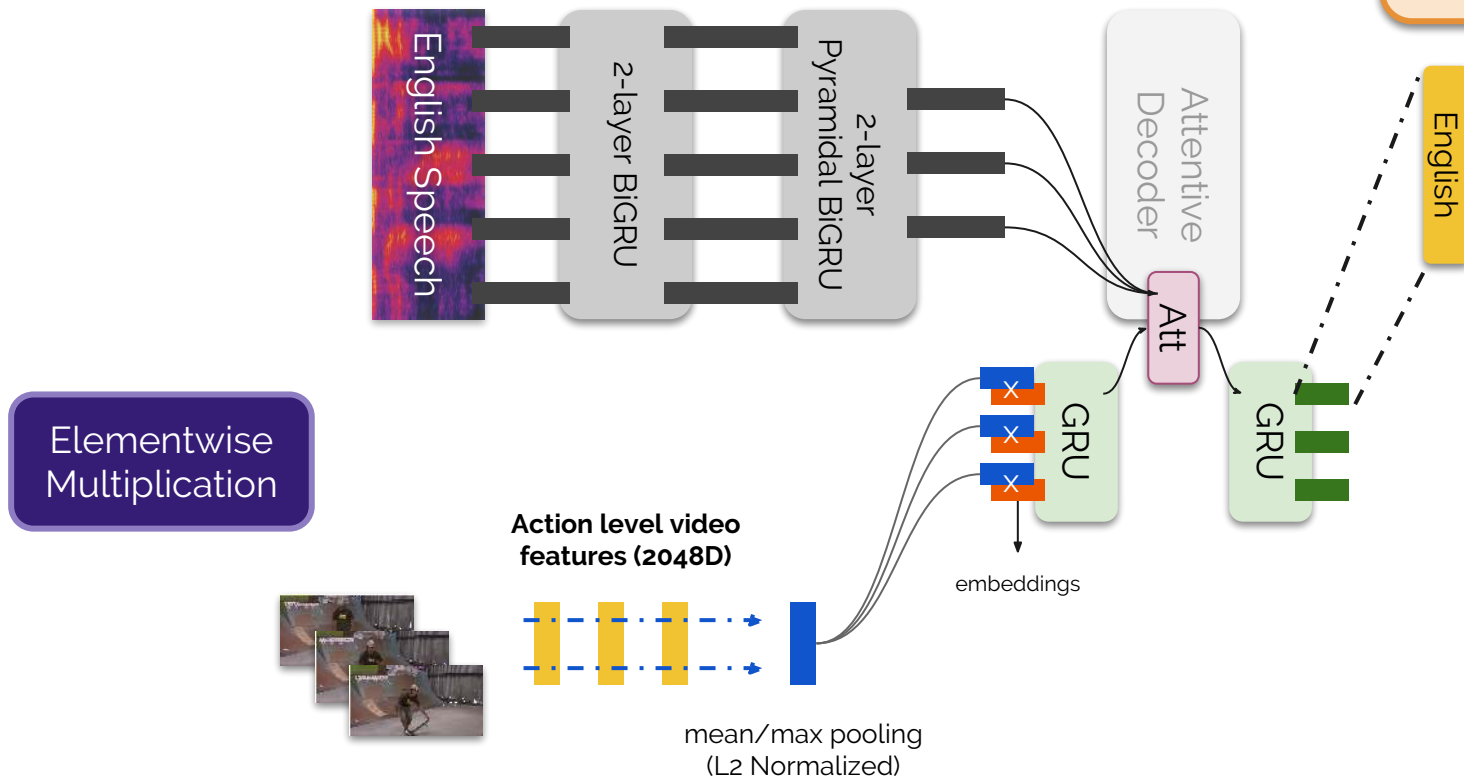 English Speech
2-layer BiGRU
2-layer
Pyramidal BiGRU
Attentive
Decoder
English
Att
GRU
GRU
X
X
X
Elementwise
Multiplication
Action level video
features (2048D)
embeddings
mean/max pooling
(L2 Normalized)